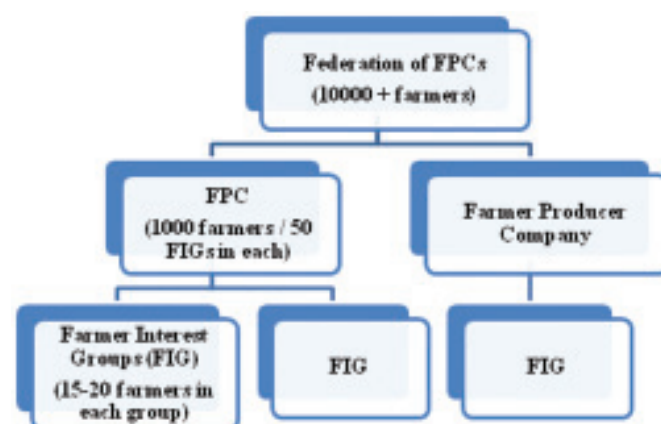 Federation of FPCs
(10000 + farmers)
FPC
(1000 farmers / 50
FIGs in each)
Farmer Producer
Company
Farmer Interest
Groups (FIG)
(15-20 farmers in
each group)
FIG
FIG